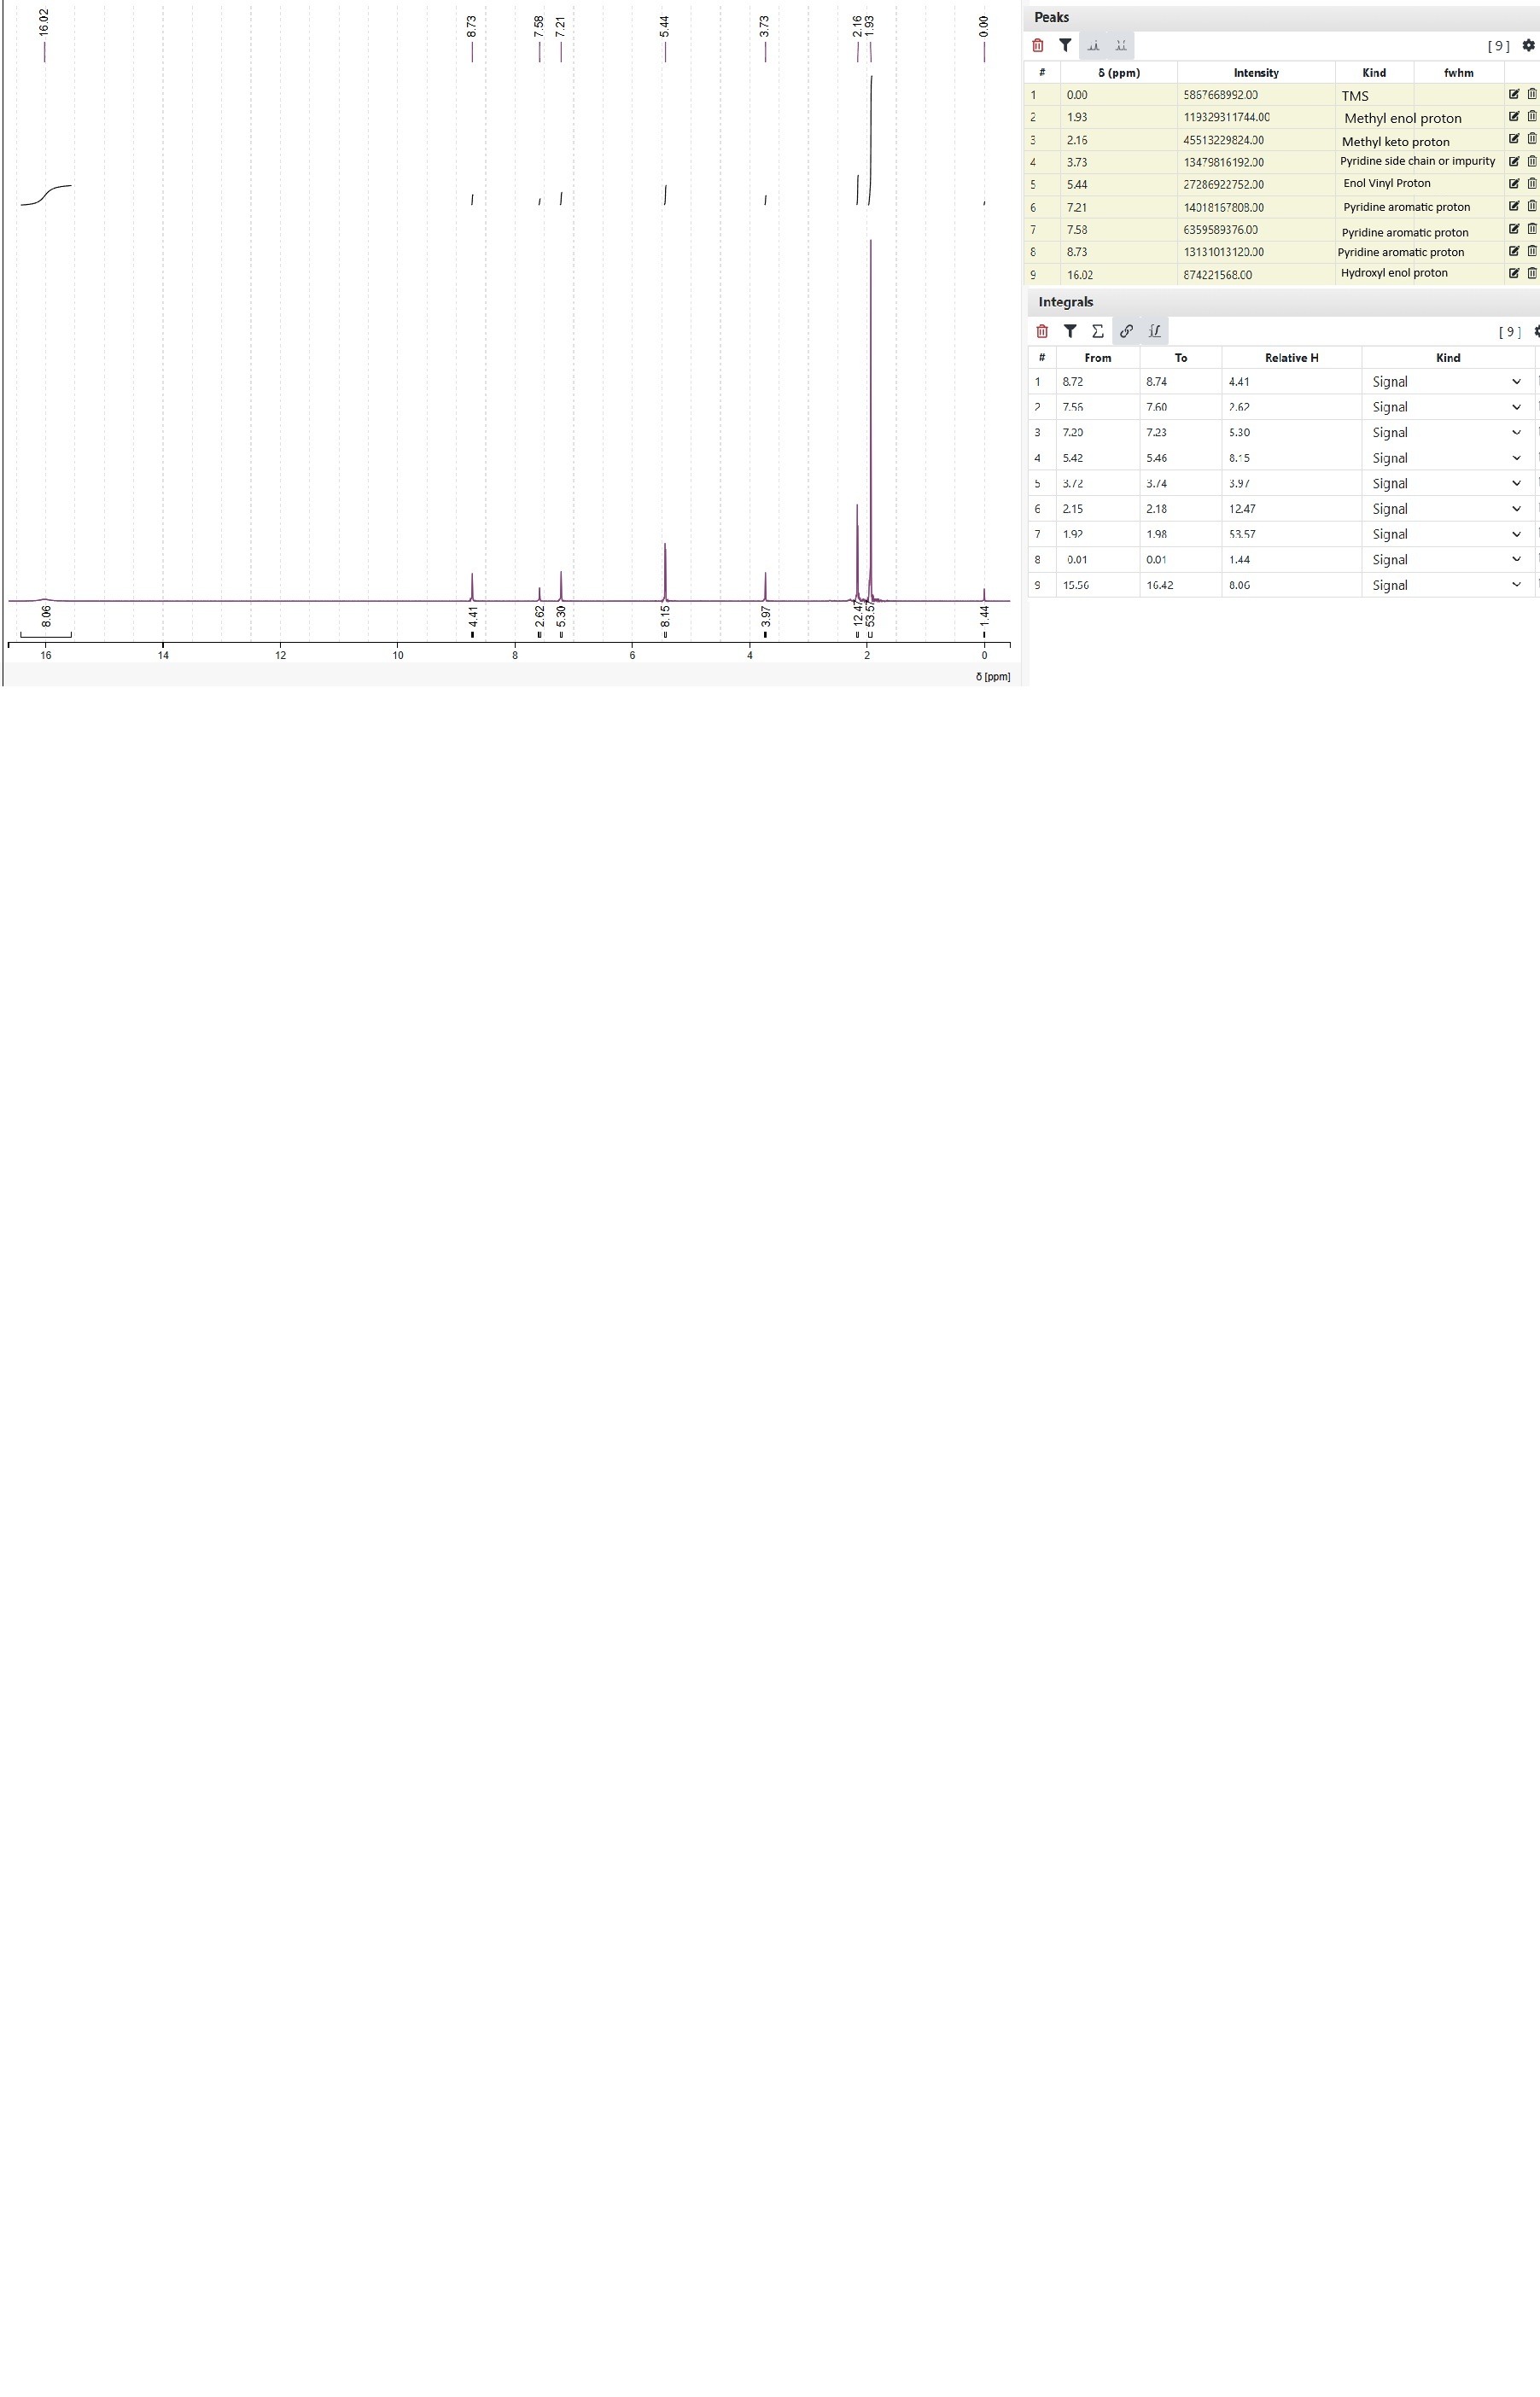 16.02
8.73
7.58
7.21
5.44
3.73
2.16
1.93
0.00
8.06
4.41
2.62
5.30
8.15
3.97
12.47
53.5
1.44
16
14
12
10
8
6
4
2
0
δ [ppm]
Peaks
[ 9 ]
# δ (ppm) Intensity Kind fwhm
1 0.00 5867668992.00 TMS
2 1.93 119329311744.00 Methyl enol proton
3 2.16 45513229824.00 Methyl keto proton
4 3.73 13479816192.00 Pyridine side chain or impurity
5 5.44 27286922752.00 Enol Vinyl Proton
6 7.21 14018167808.00 Pyridine aromatic proton
7 7.58 6359589376.00 Pyridine aromatic proton
8 8.73 13131013120.00 Pyridine aromatic proton
9 16.02 874221568.00 Hydroxyl enol proton
Integrals
[ 9 ]
# From To Relative H Kind
1 8.72 8.74 4.41 Signal
2 7.56 7.60 2.62 Signal
3 7.20 7.23 5.30 Signal
4 5.42 5.46 8.15 Signal
5 3.72 3.74 3.97 Signal
6 2.15 2.18 12.47 Signal
7 1.92 1.98 53.57 Signal
8 0.01 0.01 1.44 Signal
9 15.56 16.42 8.06 Signal